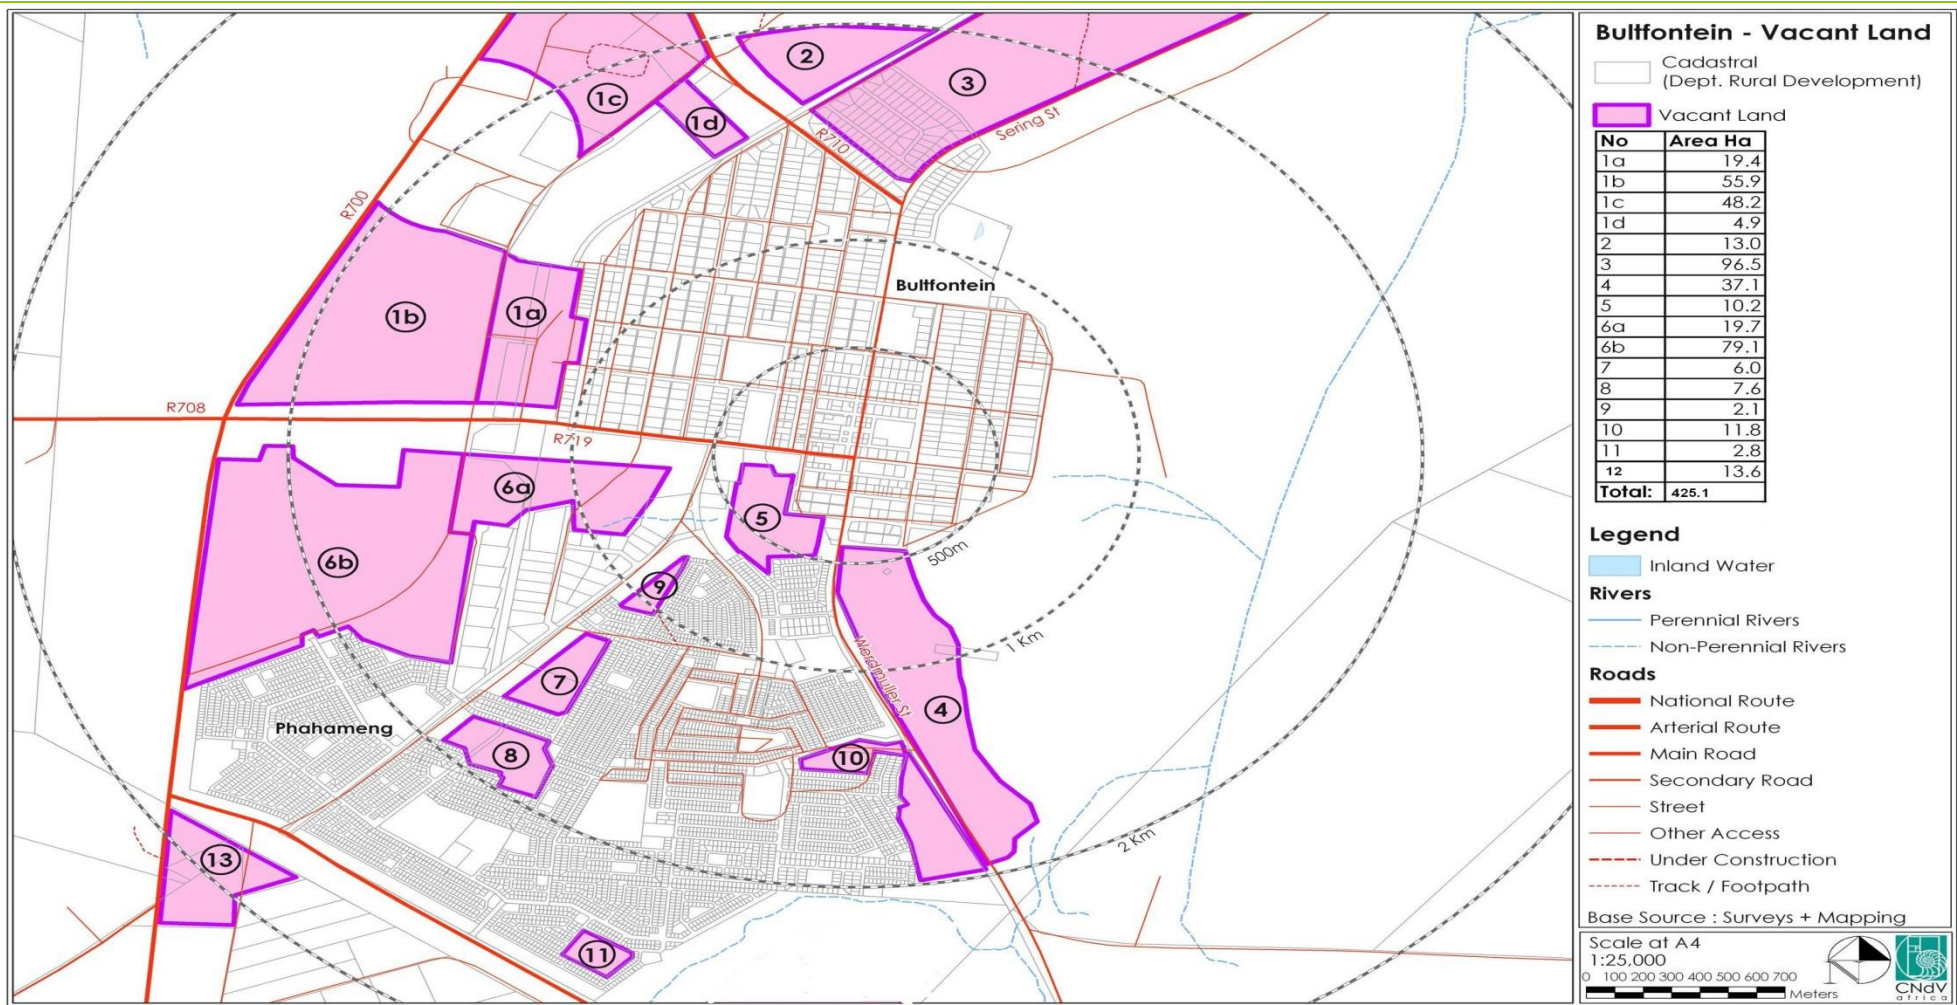 Bultfontein - Vacant Land
Cadastral
(Dept. Rural Development)
Vacant Land
No Area Ha
1a 19.4
1b 55.9
1c 48.2
1d 4.9
2 13.0
3 96.5
4 37.1
5 10.2
6a 19.7
6b 79.1
7 6.0
8 7.6
9 2.1
10 11.8
11 2.8
12 13.6
Total: 425.1
Legend
Inland Water
Rivers
Perennial Rivers
Non-Perennial Rivers
Roads
National Route
Arterial Route
Main Road
Secondary Road
Street
Other Access
Under Construction
Track / Footpath
Base Source : Surveys + Mapping
Scale at A4
1:25,000
0 100 200 300 400 500 600 700
Meters
CNdV
africa
2
3
1c
1d
R710
Sering St
R700
Bultfontein
1b
1a
R708
R719
6a
5
500m
6b
9
1 Km
Werdmuller St
7
4
Phahameng
8
10
2 Km
13
11